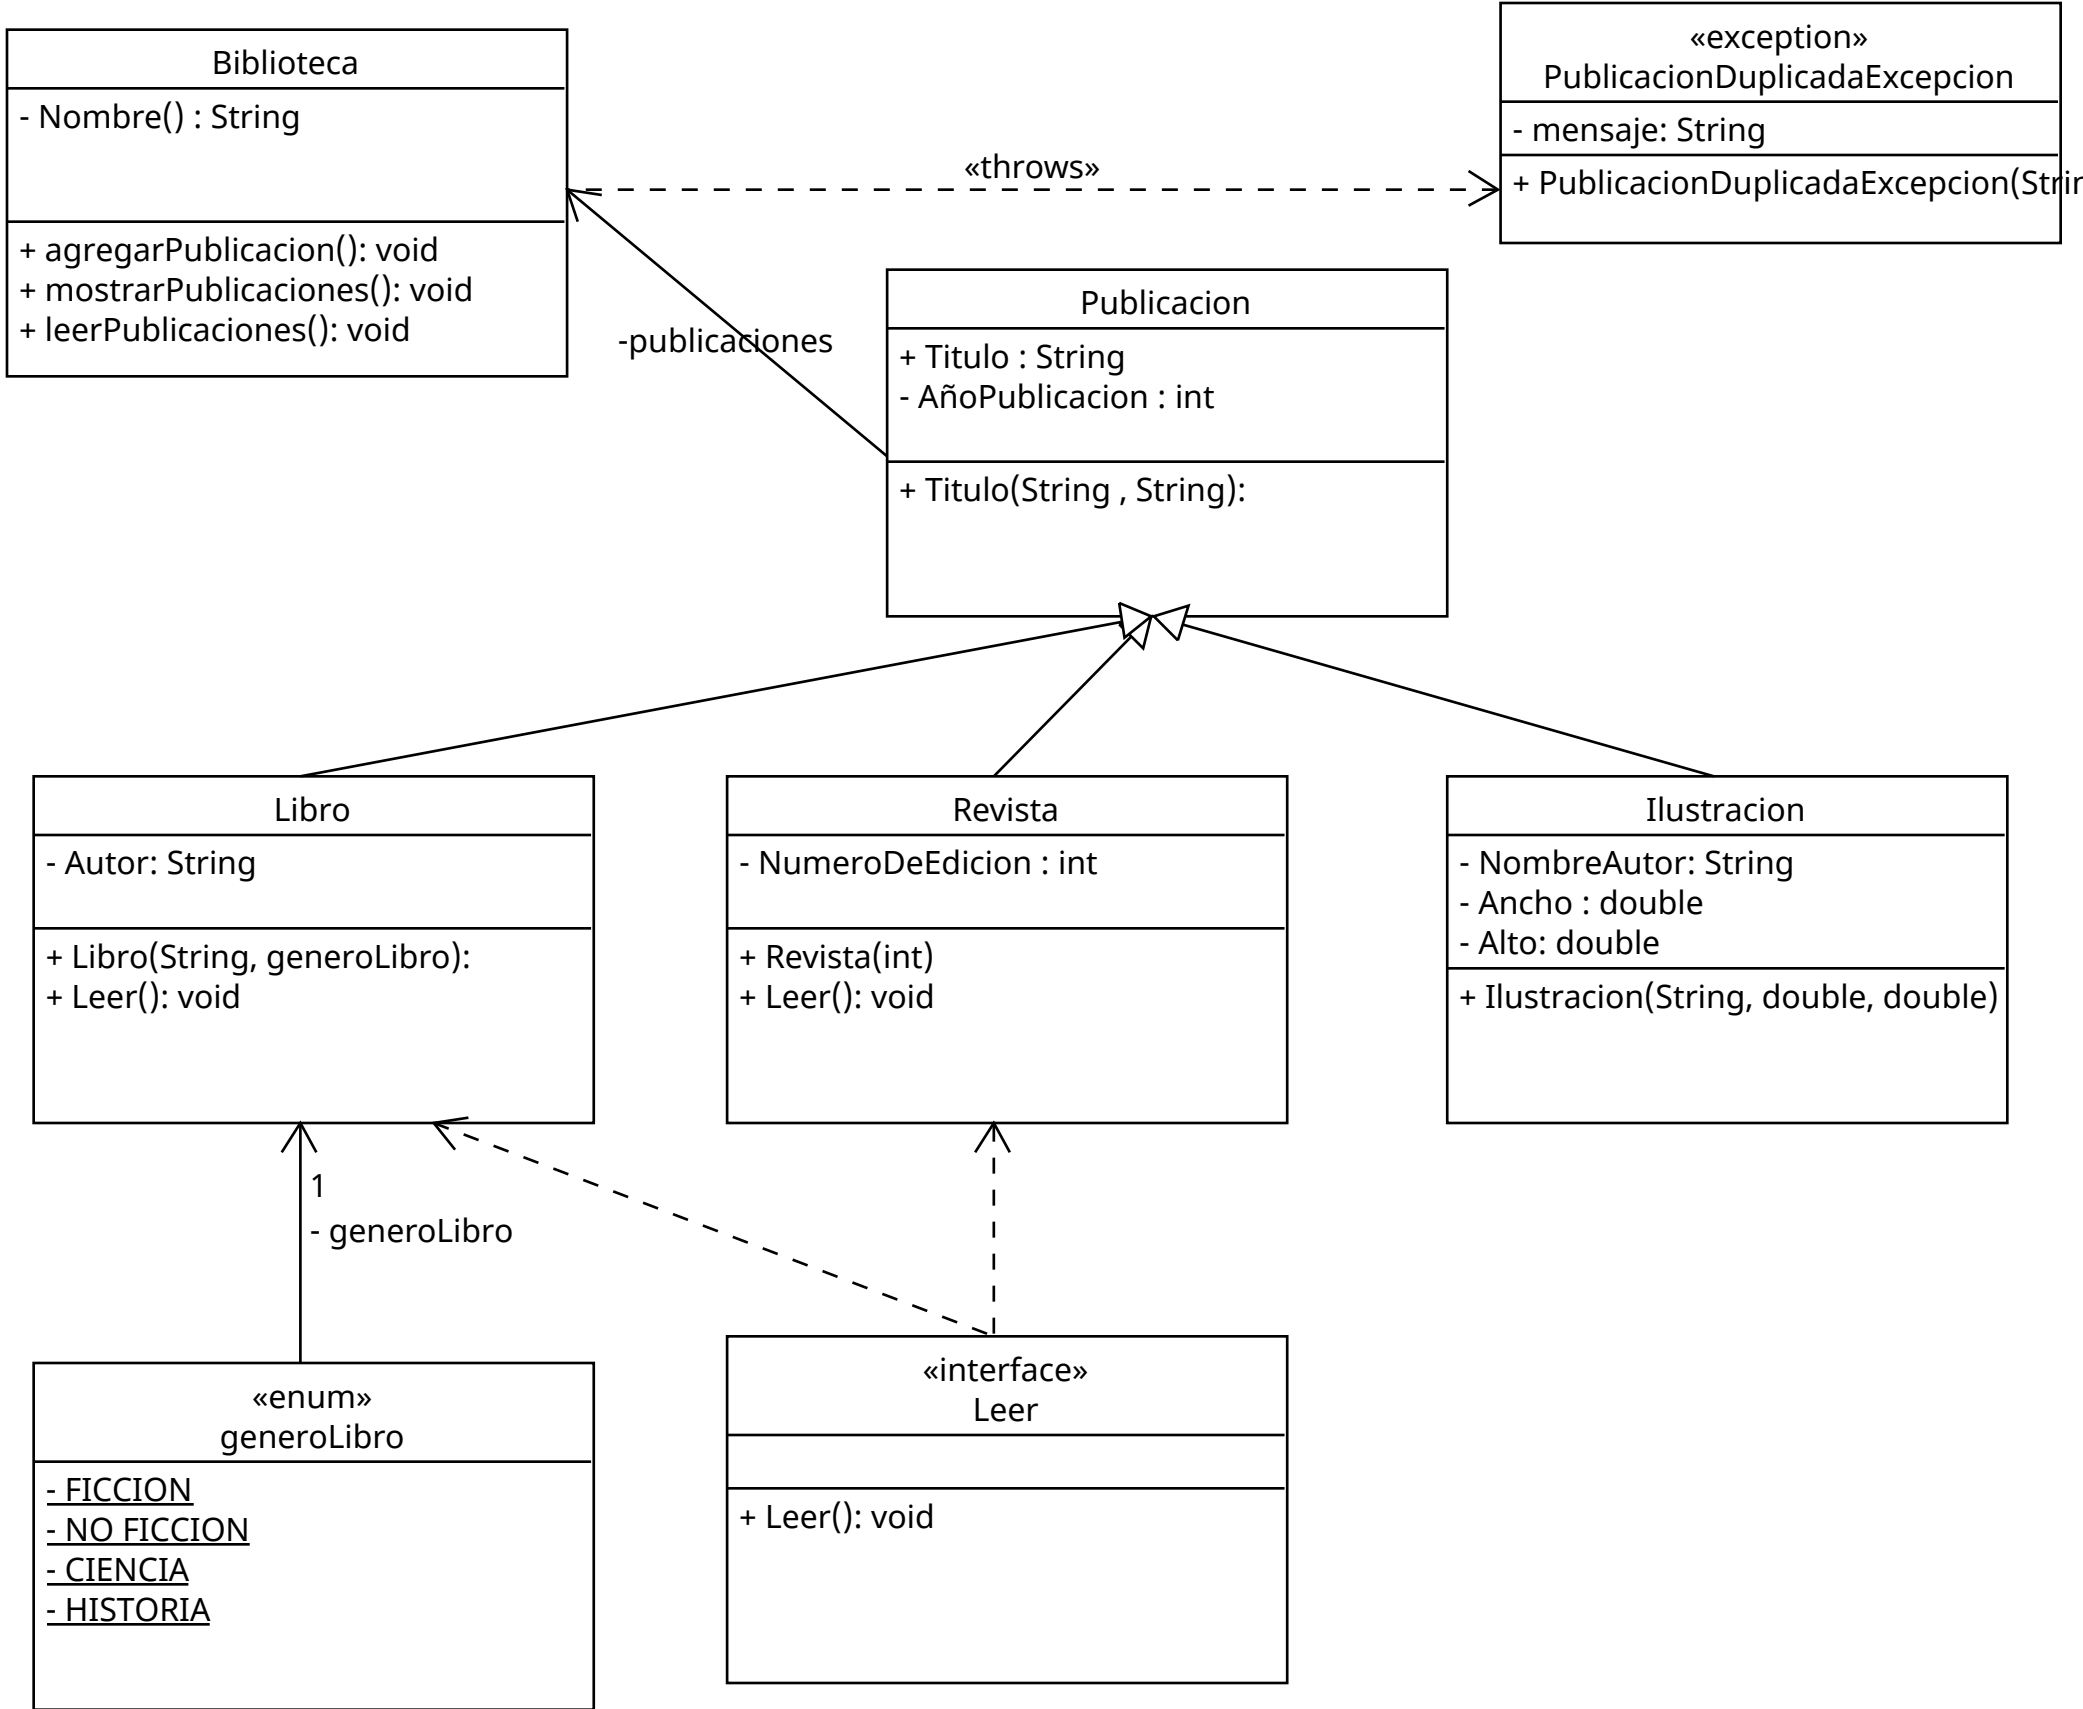 Biblioteca
- Nombre() : String
+ agregarPublicacion(): void
+ mostrarPublicaciones(): void
+ leerPublicaciones(): void
«throws»
«exception»
PublicacionDuplicadaExcepcion
- mensaje: String
+ PublicacionDuplicadaExcepcion(Strin
-publicaciones
Publicacion
+ Titulo : String
- AñoPublicacion : int
+ Titulo(String , String):
Libro
- Autor: String
+ Libro(String, generoLibro):
+ Leer(): void
Revista
- NumeroDeEdicion : int
+ Revista(int)
+ Leer(): void
Ilustracion
- NombreAutor: String
- Ancho : double
- Alto: double
+ Ilustracion(String, double, double)
1
- generoLibro
«enum»
generoLibro
- FICCION
- NO FICCION
- CIENCIA
- HISTORIA
«interface»
Leer
+ Leer(): void